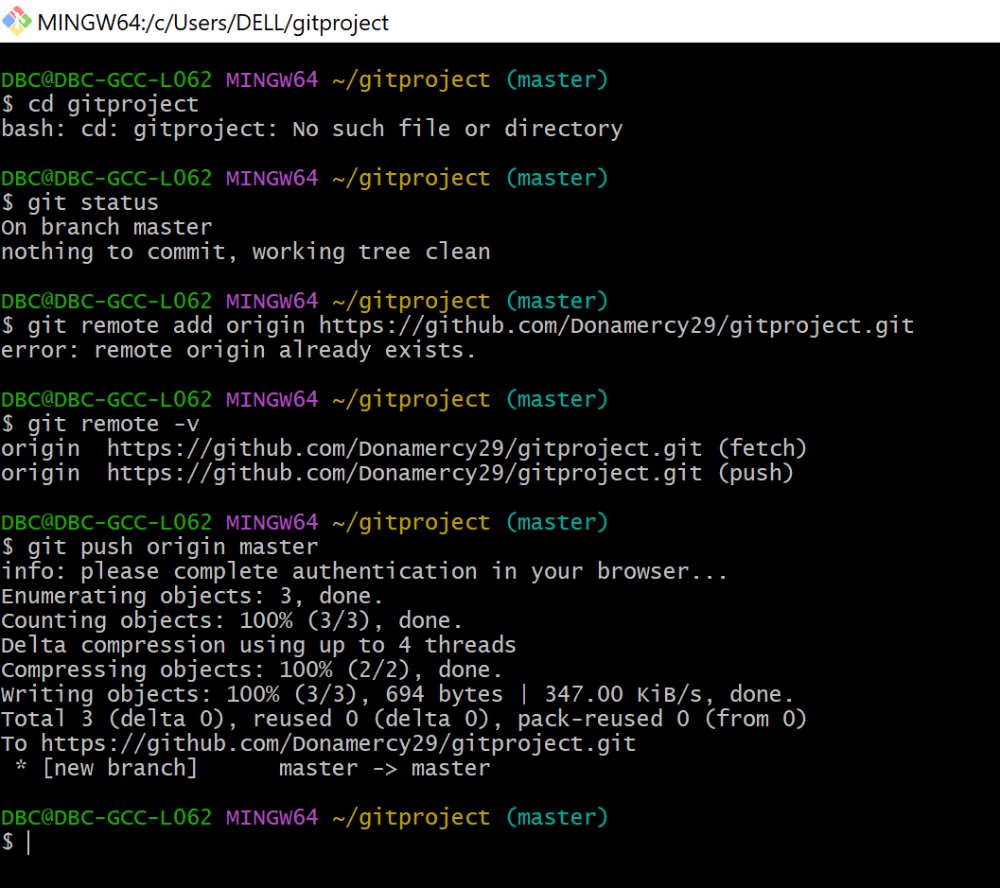 MINGW64:/c/Users/DELL/gitproject
DBC@DBC-GCC-L062 MINGW64 ~/gitproject (master)
$ cd gitproject
bash: cd: gitproject: No such file or directory
DBC@DBC-GCC-L062 MINGW64 ~/gitproject (master)
$ git status
On branch master
nothing to commit, working tree clean
DBC@DBC-GCC-L062 MINGW64 ~/gitproject (master)
$ git remote add origin https://github.com/Donamercy29/gitproject.git
error: remote origin already exists.
DBC@DBC-GCC-L062 MINGW64 ~/gitproject (master)
$ git remote -v
origin  https://github.com/Donamercy29/gitproject.git (fetch)
origin  https://github.com/Donamercy29/gitproject.git (push)
DBC@DBC-GCC-L062 MINGW64 ~/gitproject (master)
$ git push origin master
info: please complete authentication in your browser...
Enumerating objects: 3, done.
Counting objects: 100% (3/3), done.
Delta compression using up to 4 threads
Compressing objects: 100% (2/2), done.
Writing objects: 100% (3/3), 694 bytes | 347.00 KiB/s, done.
Total 3 (delta 0), reused 0 (delta 0), pack-reused 0 (from 0)
To https://github.com/Donamercy29/gitproject.git
 * [new branch]      master -> master
DBC@DBC-GCC-L062 MINGW64 ~/gitproject (master)
$